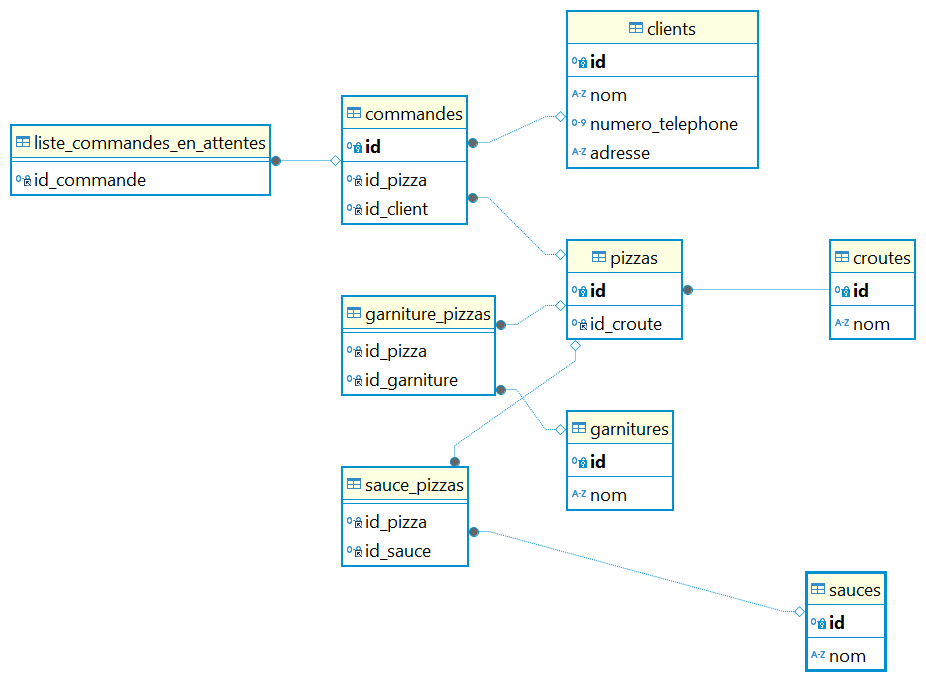 clients
id
nom
numero_telephone
adresse
commandes
id
id_pizza
id_client
liste_commandes_en_attentes
id_commande
pizzas
id
id_croute
croutes
id
nom
garniture_pizzas
id_pizza
id_garniture
garnitures
id
nom
sauce_pizzas
id_pizza
id_sauce
sauces
id
nom